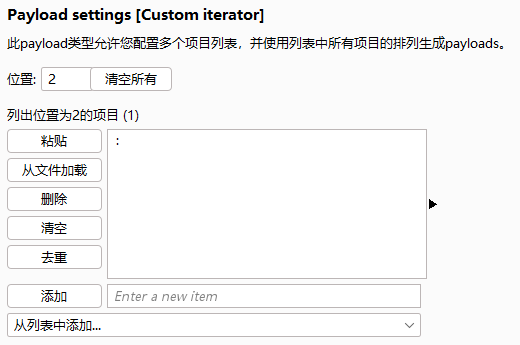 Payload settings [Custom iterator]
此payload类型允许您配置多个项目列表，并使用列表中所有项目的排列生成payloads。
位置: 2 清空所有
列出位置为2的项目 (1)
粘贴 :
从文件加载
删除
清空
去重
添加 Enter a new item
从列表中添加...